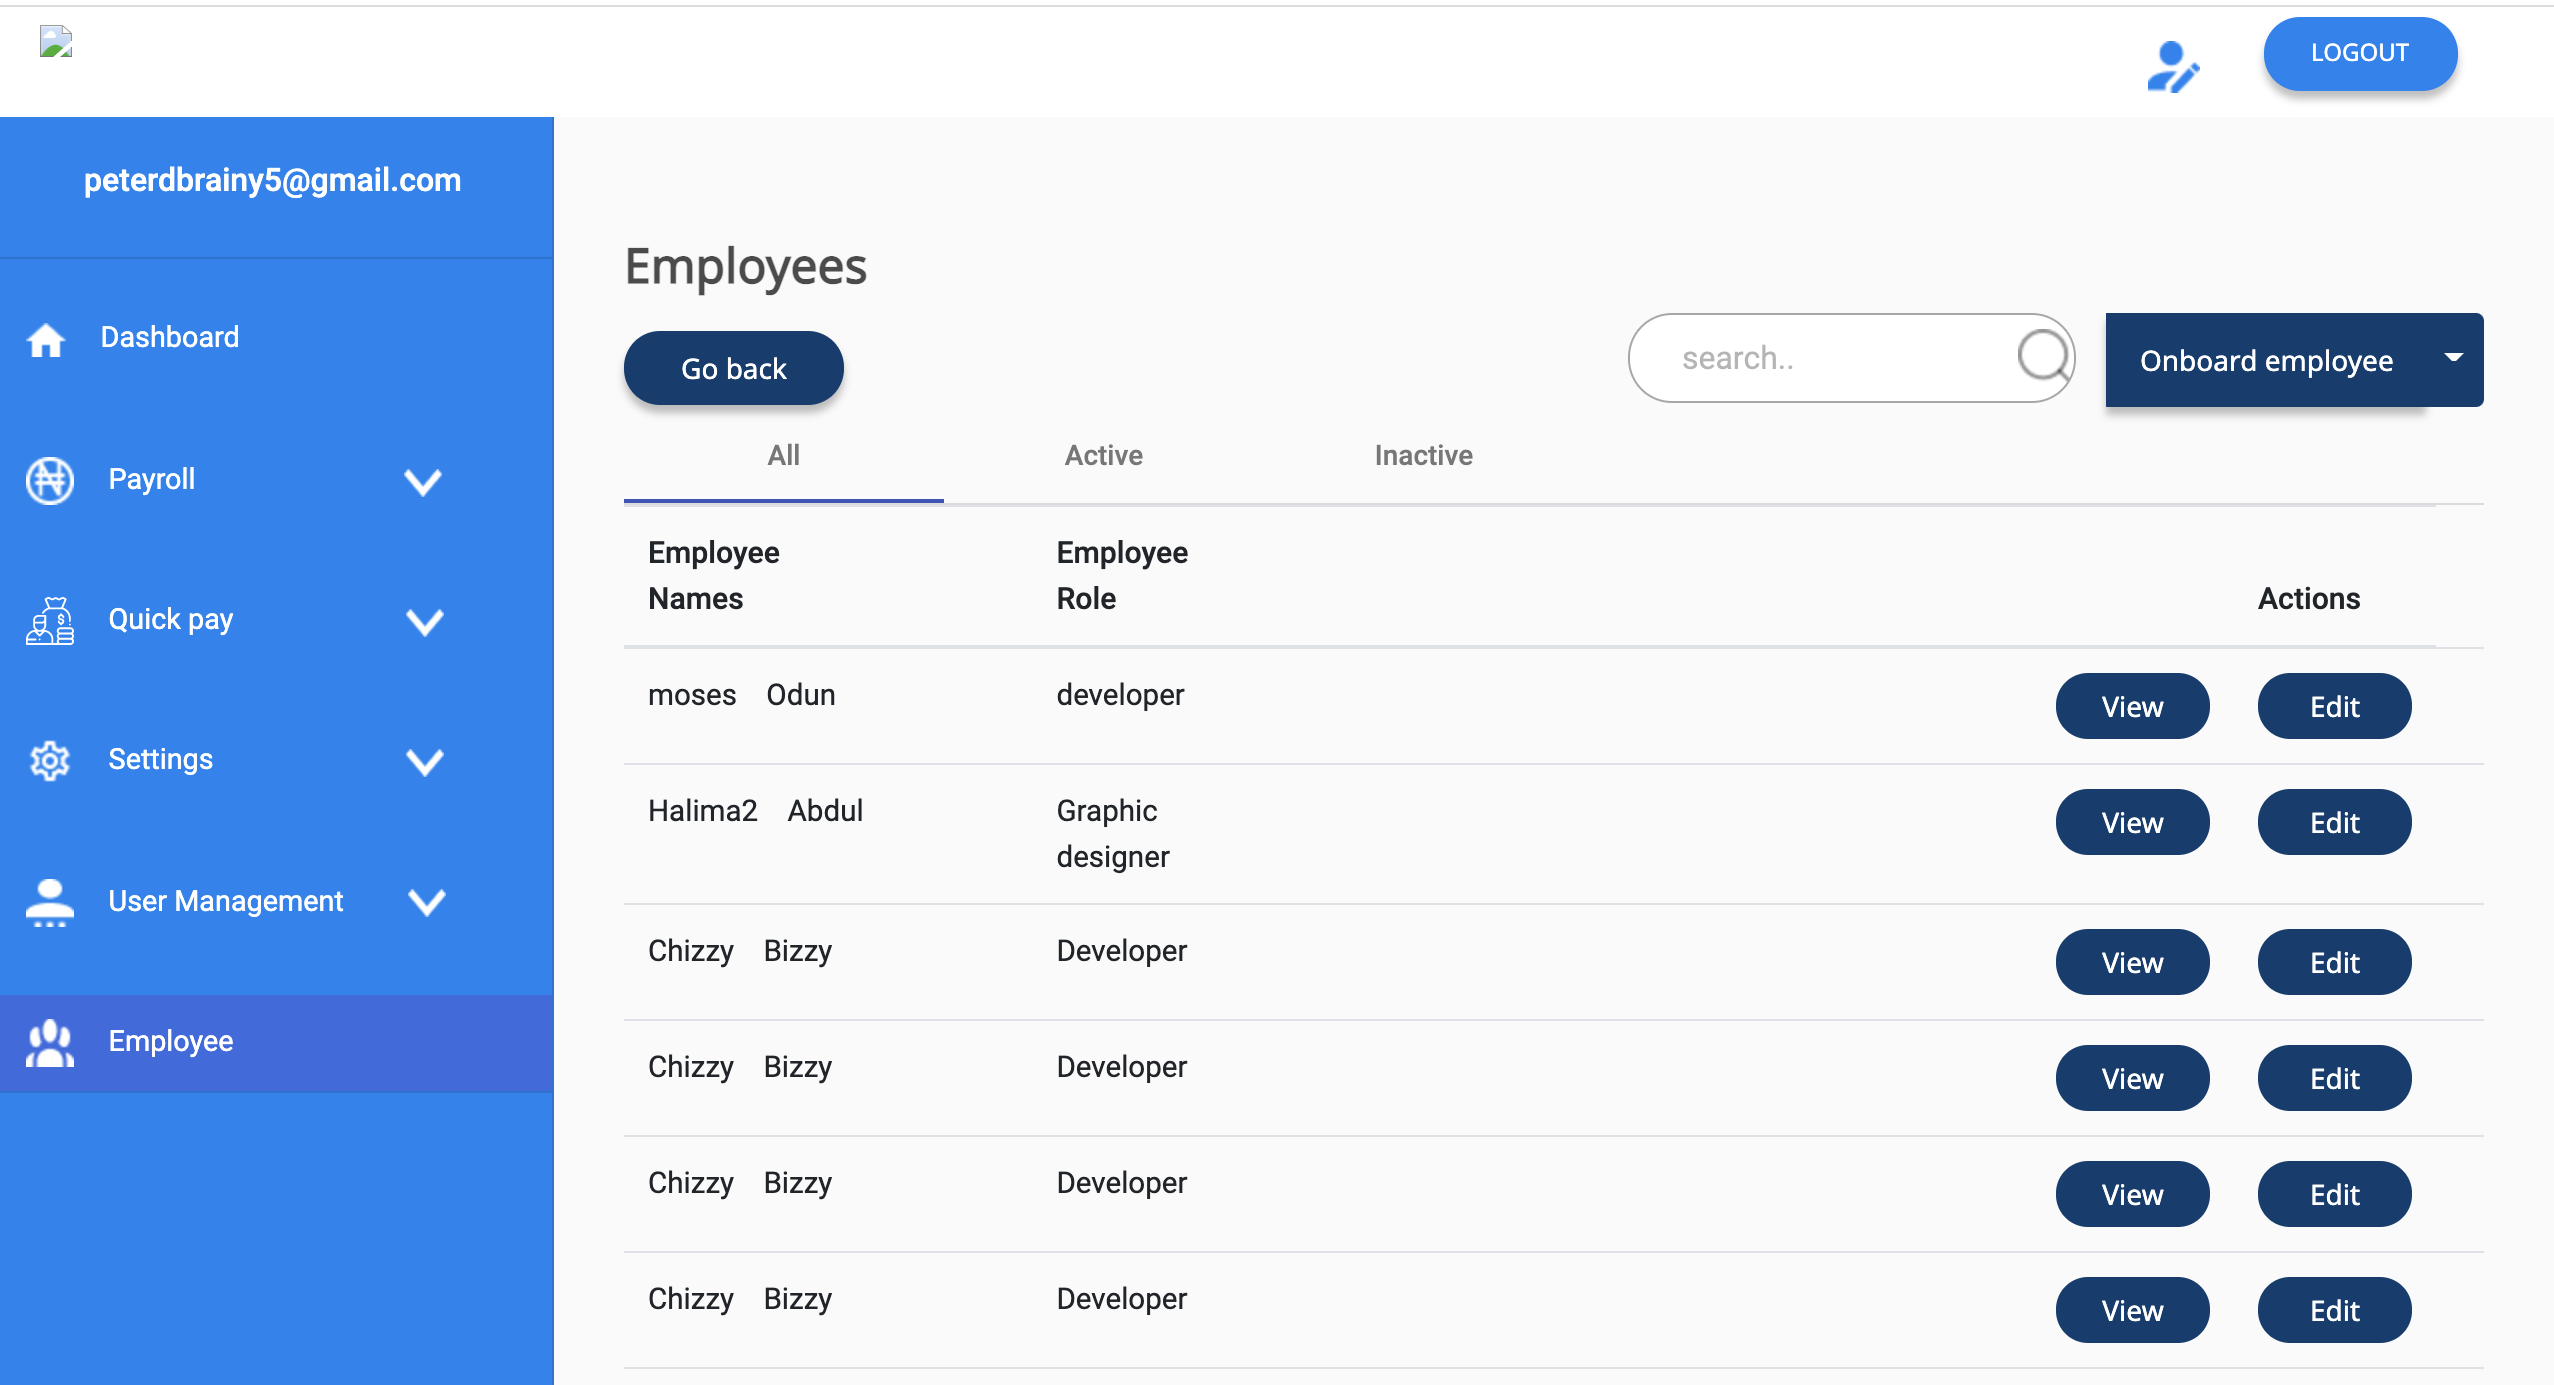 LOGOUT
peterdbrainy5@gmail.com
Dashboard
Payroll
Quick pay
Settings
User Management
Employee
Employees
Go back
search..
Onboard employee
All Active Inactive
Employee Names Employee Role Actions
moses Odun developer View Edit
Halima2 Abdul Graphic designer View Edit
Chizzy Bizzy Developer View Edit
Chizzy Bizzy Developer View Edit
Chizzy Bizzy Developer View Edit
Chizzy Bizzy Developer View Edit